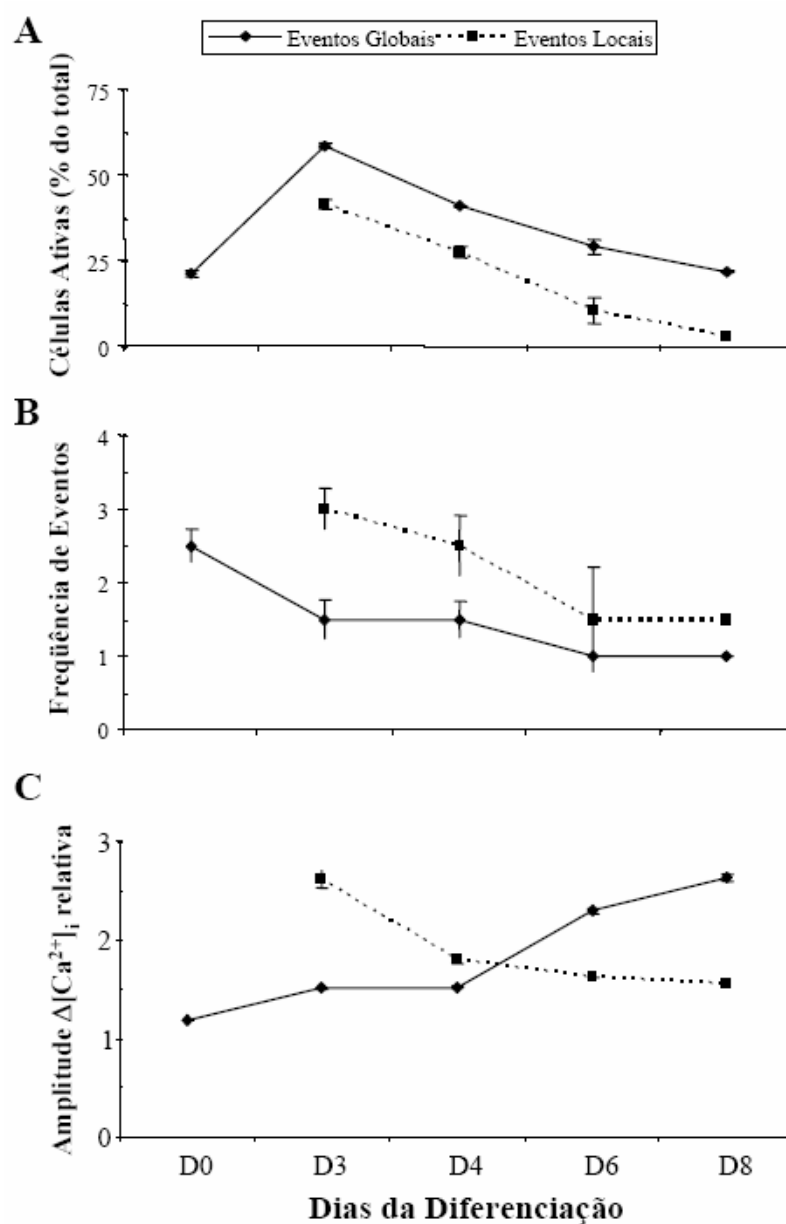 A
Eventos Globais
Eventos Locais
Células Ativas (% do total)
75
50
25
0
B
Freqüência de Eventos
4
3
2
1
0
C
Amplitude Δ[Ca²⁺]ᵢ relativa
3
2
1
0
D0 D3 D4 D6 D8
Dias da Diferenciação